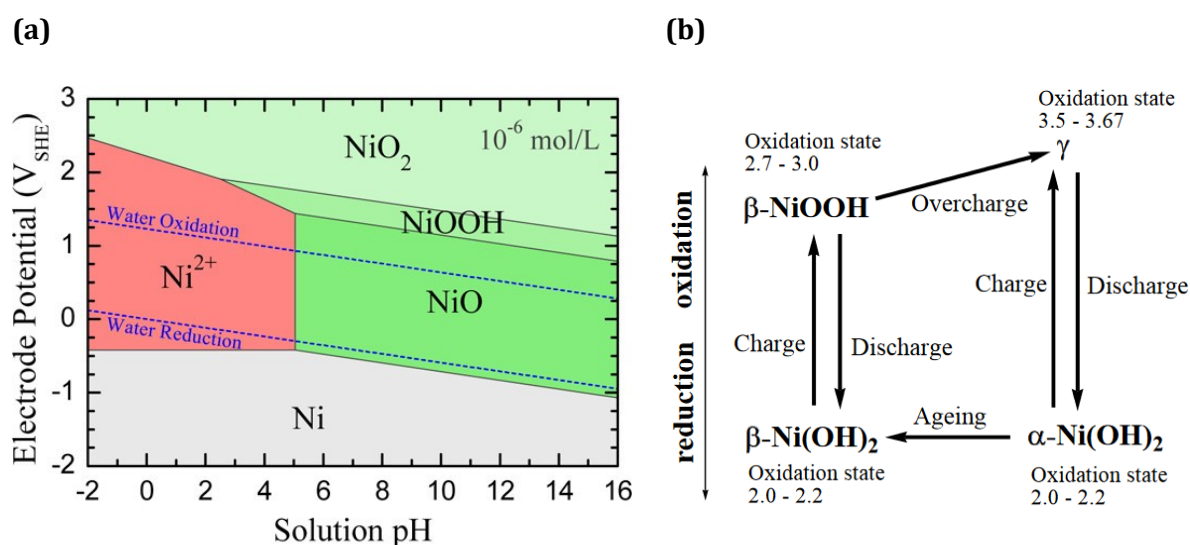 (a)
3
2
1
0
-1
-2
-2 0 2 4 6 8 10 12 14 16
Electrode Potential (V_SHE)
Solution pH
NiO₂
10⁻⁶ mol/L
Water Oxidation
NiOOH
Ni²⁺
NiO
Water Reduction
Ni
(b)
Oxidation state
3.5 - 3.67
γ
Oxidation state
2.7 - 3.0
β-NiOOH
Overcharge
oxidation
reduction
Charge
Discharge
Charge
Discharge
Ageing
β-Ni(OH)₂
Oxidation state
2.0 - 2.2
α-Ni(OH)₂
Oxidation state
2.0 - 2.2